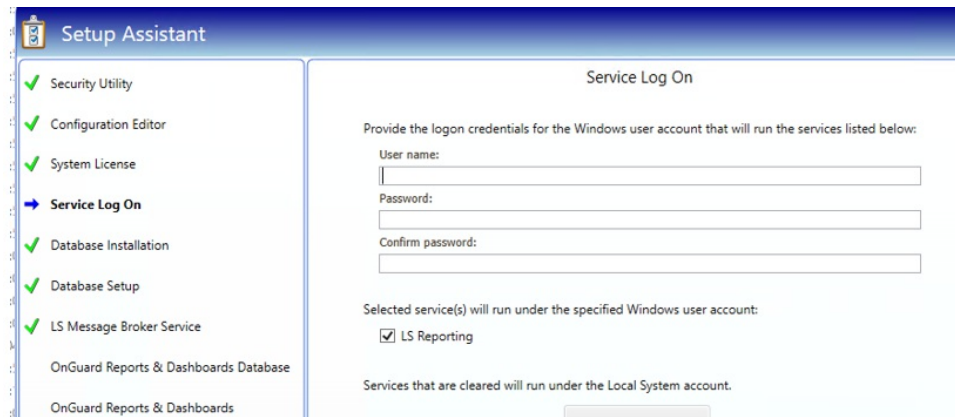 Setup Assistant
Security Utility
Configuration Editor
System License
Service Log On
Database Installation
Database Setup
LS Message Broker Service
OnGuard Reports & Dashboards Database
OnGuard Reports & Dashboards
Service Log On
Provide the logon credentials for the Windows user account that will run the services listed below:
User name:
Password:
Confirm password:
Selected service(s) will run under the specified Windows user account:
LS Reporting
Services that are cleared will run under the Local System account.